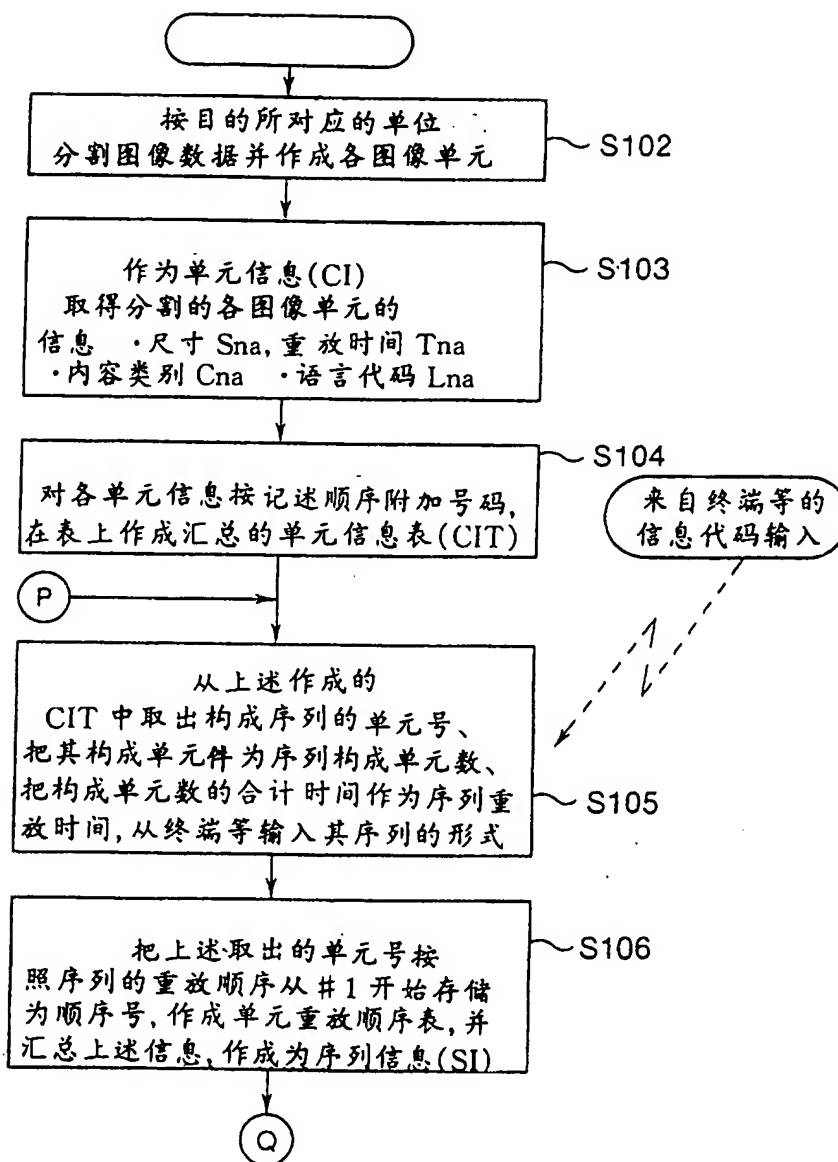 按目的所对应的单位
分割图像数据并作成各图像单元
S102
作为单元信息(CI)
取得分割的各图像单元的
信息 ·尺寸 Sna, 重放时间 Tna
·内容类别 Cna ·语言代码 Lna
S103
对各单元信息按记述顺序附加号码,
在表上作成汇总的单元信息表(CIT)
S104
来自终端等的
信息代码输入
P
从上述作成的
CIT 中取出构成序列的单元号、
把其构成单元件为序列构成单元数、
把构成单元数的合计时间作为序列重
放时间, 从终端等输入其序列的形式
S105
把上述取出的单元号按
照序列的重放顺序从 #1 开始存储
为顺序号, 作成单元重放顺序表, 并
汇总上述信息, 作成为序列信息(SI)
S106
Q